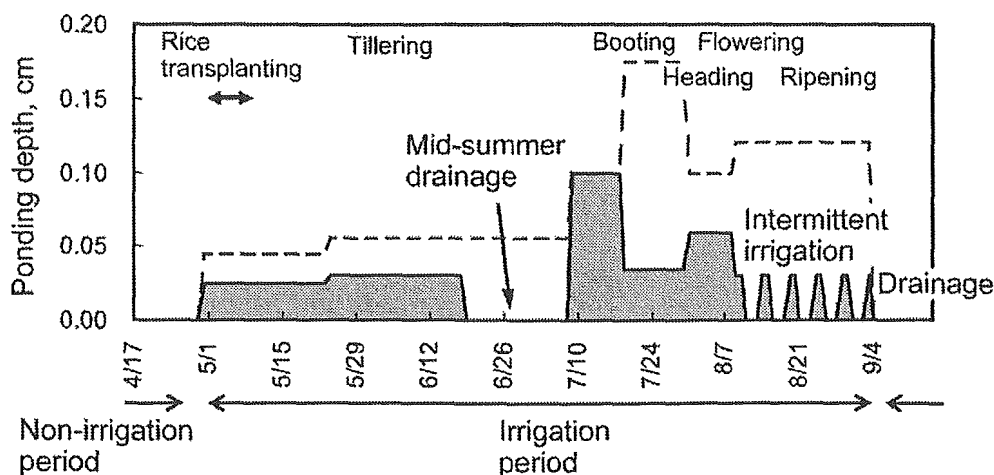 0.20
0.15
0.10
0.05
0.00
Ponding depth, cm
Rice
transplanting
Tillering
Booting
Flowering
Heading
Ripening
Mid-summer
drainage
Intermittent
irrigation
Drainage
4/17
5/1
5/15
5/29
6/12
6/26
7/10
7/24
8/7
8/21
9/4
Non-irrigation
period
Irrigation
period